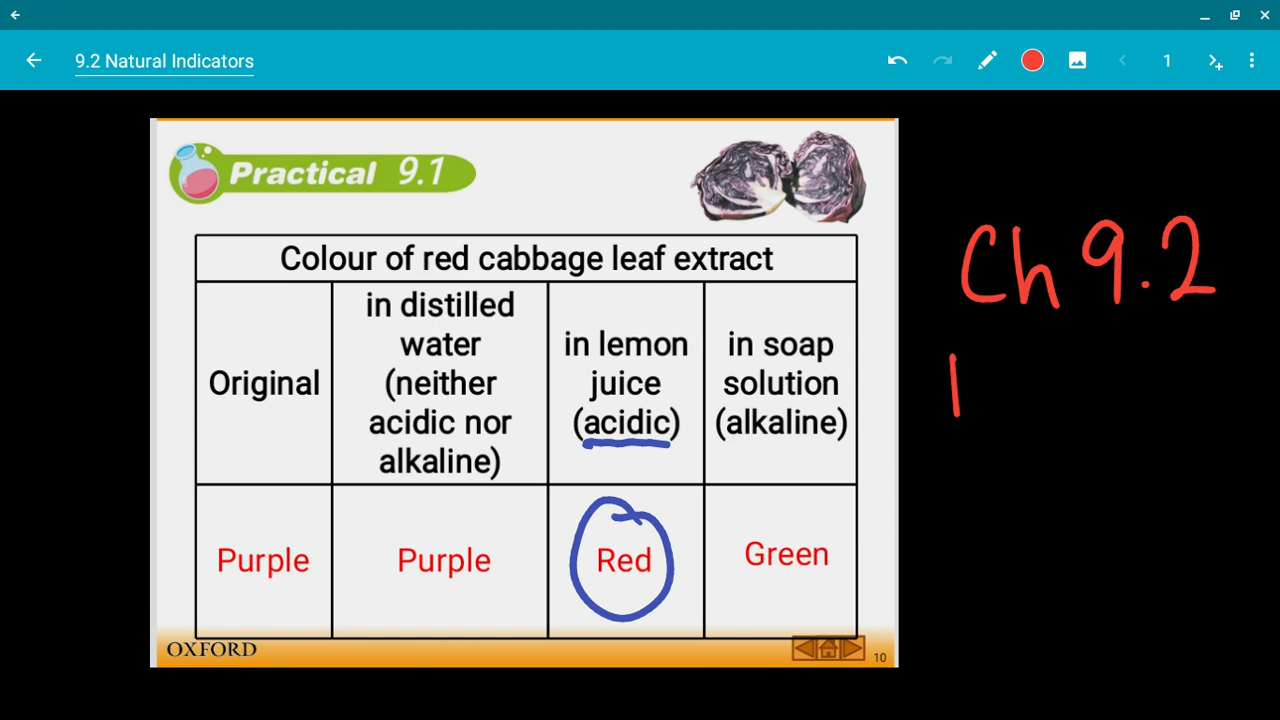 9.2 Natural Indicators
1
Practical 9.1
Colour of red cabbage leaf extract
Original
in distilled
water
(neither
acidic nor
alkaline)
in lemon
juice
(acidic)
in soap
solution
(alkaline)
Purple
Purple
Red
Green
OXFORD
10
Ch 9.2